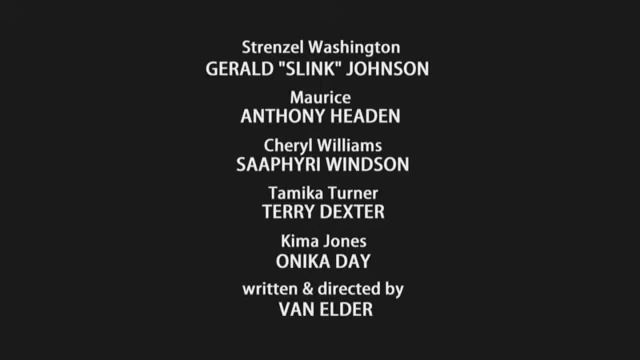 Strenzel Washington
GERALD "SLINK" JOHNSON
Maurice
ANTHONY HEADEN
Cheryl Williams
SAAPHYRI WINDSON
Tamika Turner
TERRY DEXTER
Kima Jones
ONIKA DAY
written & directed by
VAN ELDER